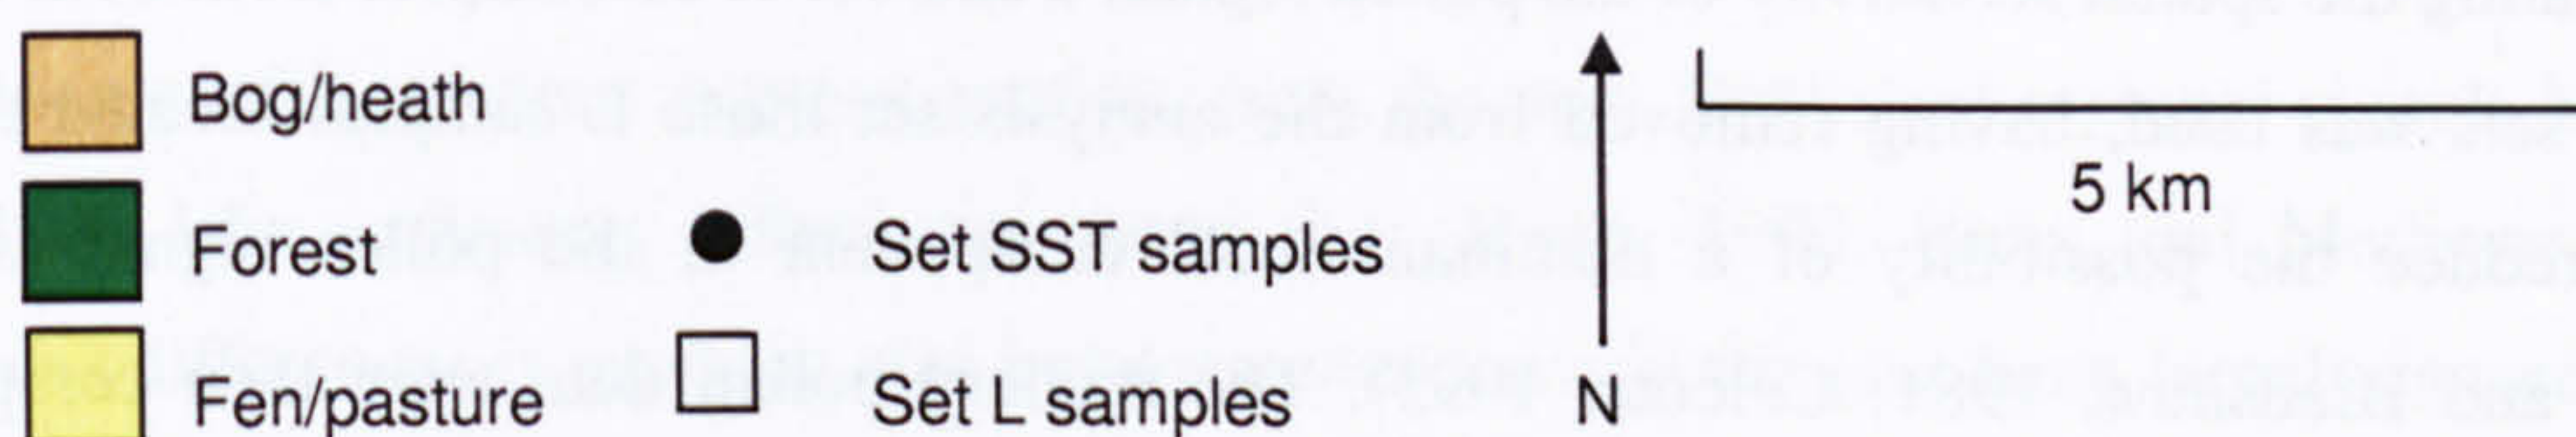 Bog/heath
Forest
Fen/pasture
Set SST samples
Set L samples
N
5 km